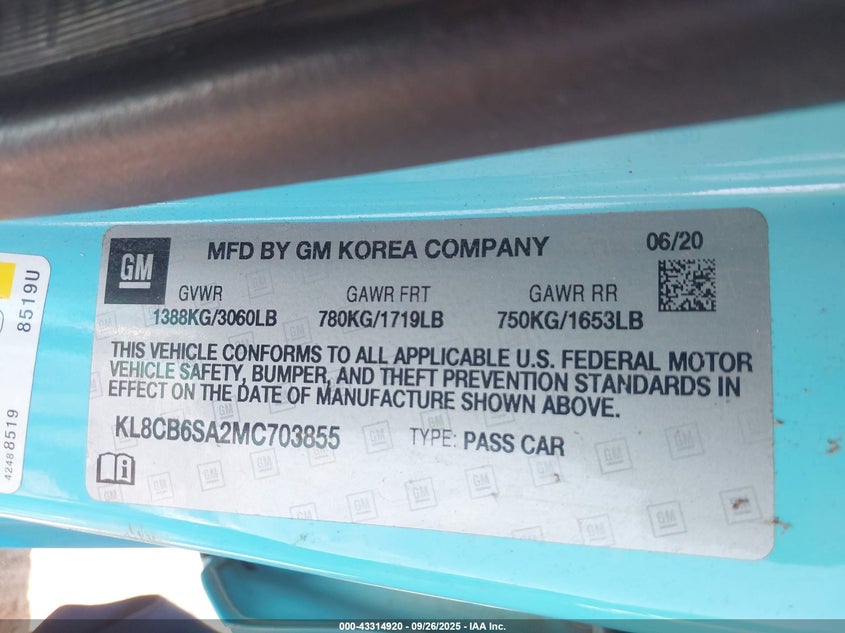 GM
MFD BY GM KOREA COMPANY 06/20
GVWR GAWR FRT GAWR RR
1388KG/3060LB 780KG/1719LB 750KG/1653LB
THIS VEHICLE CONFORMS TO ALL APPLICABLE U.S. FEDERAL MOTOR
VEHICLE SAFETY, BUMPER, AND THEFT PREVENTION STANDARDS IN
EFFECT ON THE DATE OF MANUFACTURE SHOWN ABOVE.
KL8CB6SA2MC703855 TYPE: PASS CAR
8519U
42488519
000-43314920 - 09/26/2025 - IAA Inc.